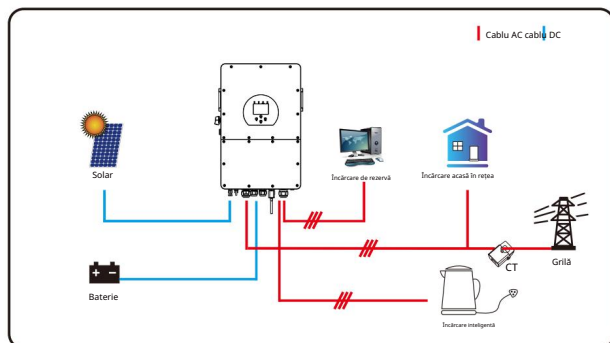 Cablu AC cablu DC
Solar
Încărcare de rezervă
Încărcare acasă în rețea
CT
Grilă
Baterie
Încărcare inteligentă